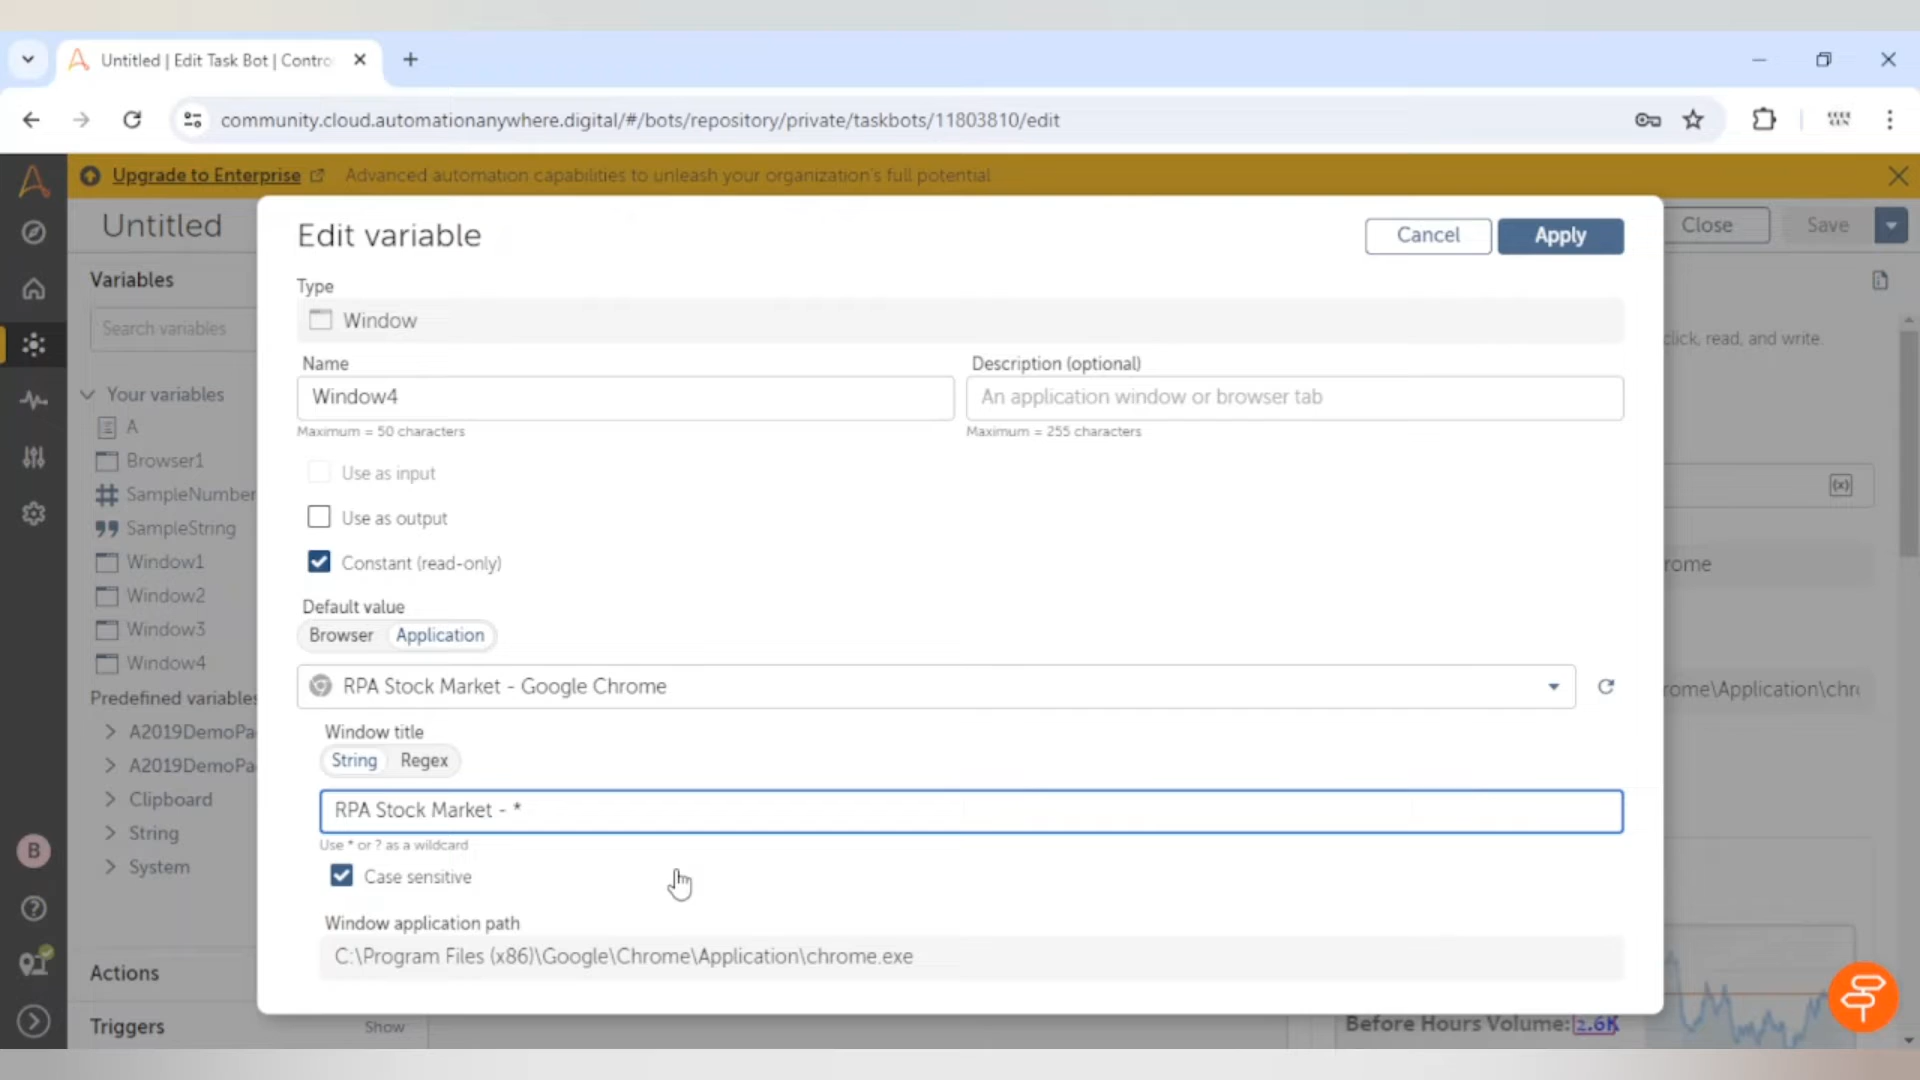 Untitled | Edit Task Bot | Contro
community.cloud.automationanywhere.digital/#/bots/repository/private/taskbots/11803810/edit
Upgrade to Enterprise Advanced automation capabilities to unleash your organization's full potential
Untitled
Close
Save
Edit variable
Cancel
Apply
Variables
Search variables
Your variables
A
Browser1
SampleNumber
SampleString
Window1
Window2
Window3
Window4
Predefined variables
A2019DemoPa
A2019DemoPa
Clipboard
String
System
Actions
Triggers
Show
B
Type
Window
Name
Window4
Maximum = 50 characters
Description (optional)
An application window or browser tab
Maximum = 255 characters
Use as input
Use as output
Constant (read-only)
Default value
Browser Application
RPA Stock Market - Google Chrome
Window title
String Regex
RPA Stock Market - *
Use * or ? as a wildcard
Case sensitive
Window application path
C:\Program Files (x86)\Google\Chrome\Application\chrome.exe
click, read, and write.
(x)
rome
rome\Application\chr
Before Hours Volume: 2.6K